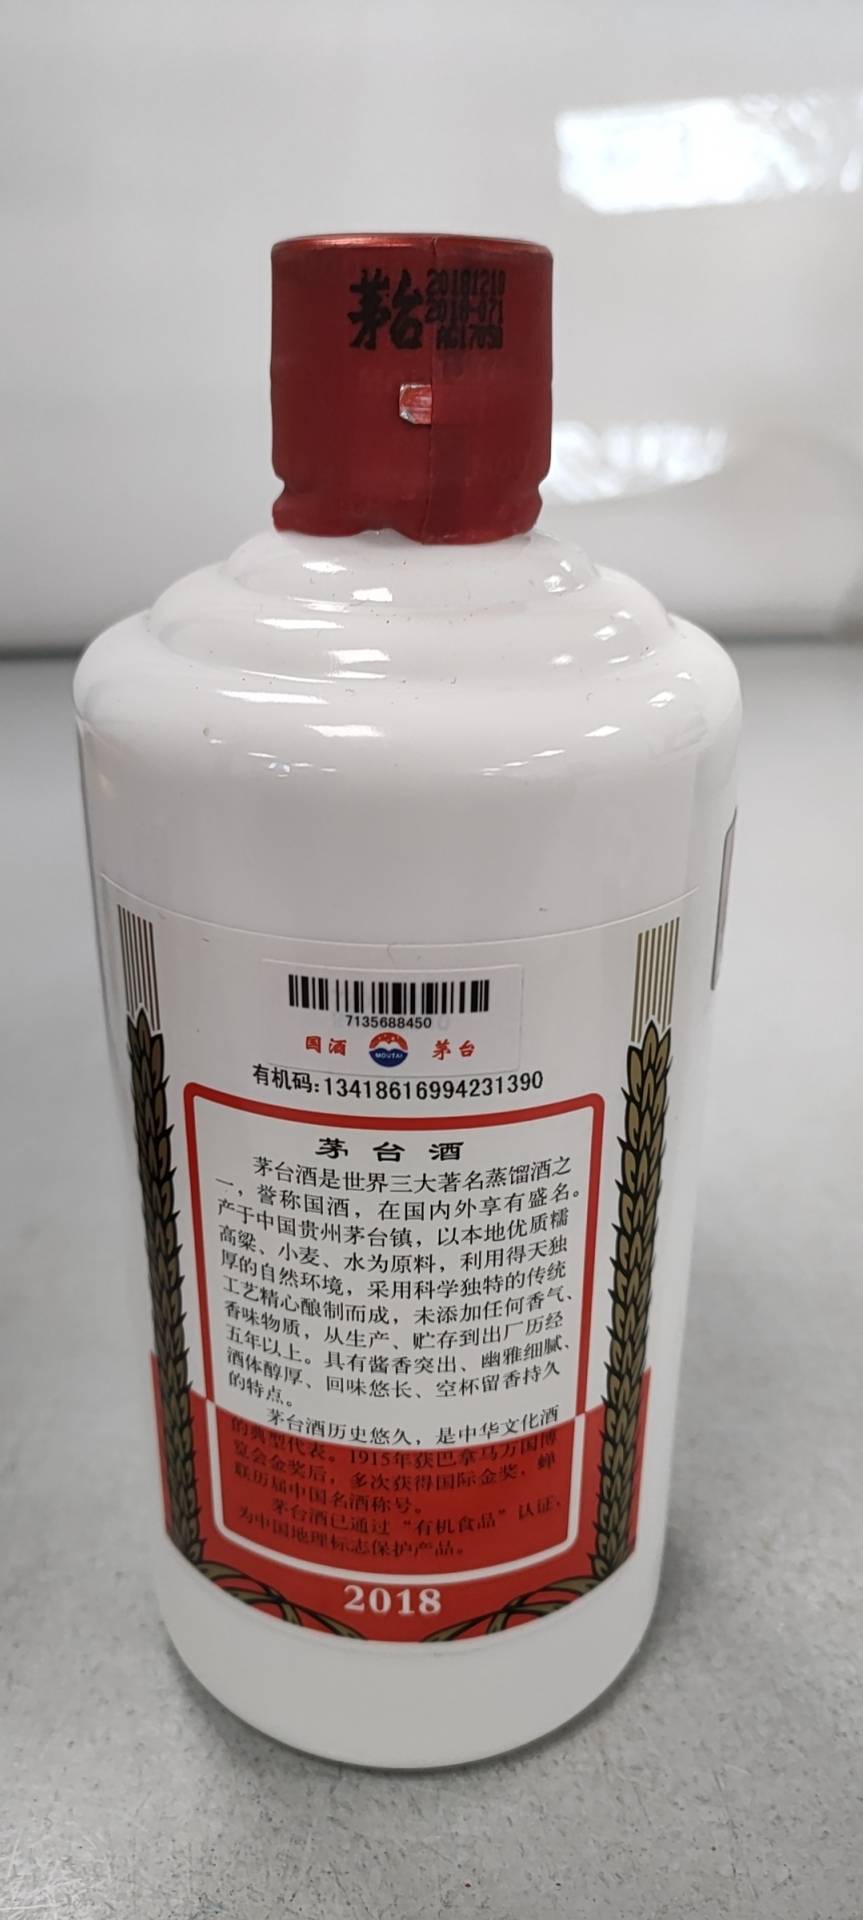 茅台
20181210
2018-071
7135688450
国酒 MOUTAI 茅台
有机码:13418616994231390
茅台酒
茅台酒是世界三大著名蒸馏酒之
一，誉称国酒，在国内外享有盛名。
产于中国贵州茅台镇，以本地优质糯
高粱、小麦、水为原料，利用得天独
厚的自然环境，采用科学独特的传统
工艺精心酿制而成，未添加任何香气、
香味物质，从生产、贮存到出厂历经
五年以上。具有酱香突出、幽雅细腻、
酒体醇厚、回味悠长、空杯留香持久
的特点。
茅台酒历史悠久，是中华文化酒
的典型代表。1915年获巴拿马万国博
览会金奖后，多次获得国际金奖，蝉
联历届中国名酒称号。
茅台酒已通过“有机食品”认证、
为中国地理标志保护产品。
2018